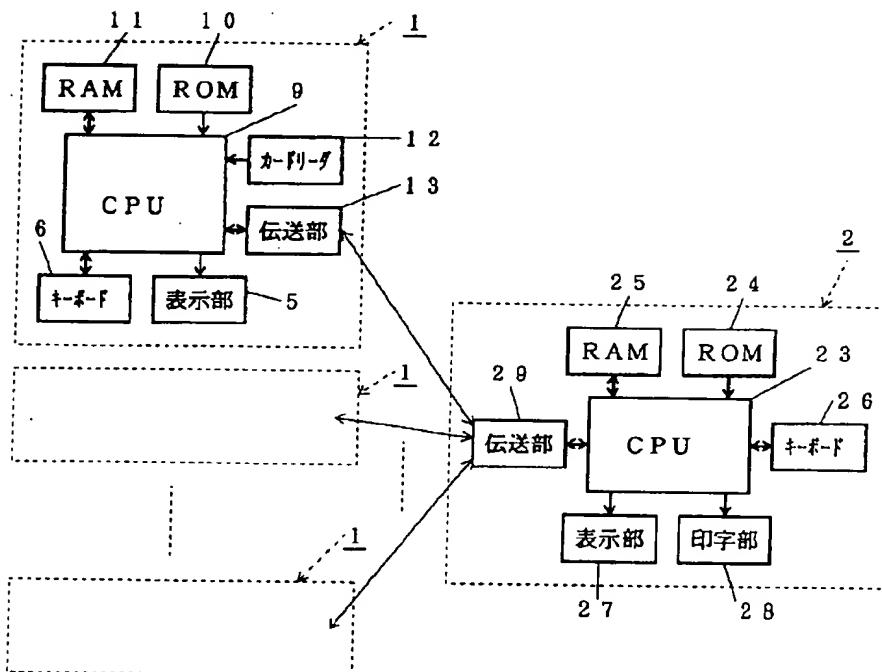 11
10
1
RAM
ROM
9
12
カードリーダ
CPU
13
伝送部
6
キーボード
表示部
5
2
25
24
RAM
ROM
1
29
23
26
伝送部
CPU
キーボード
表示部
印字部
1
27
28